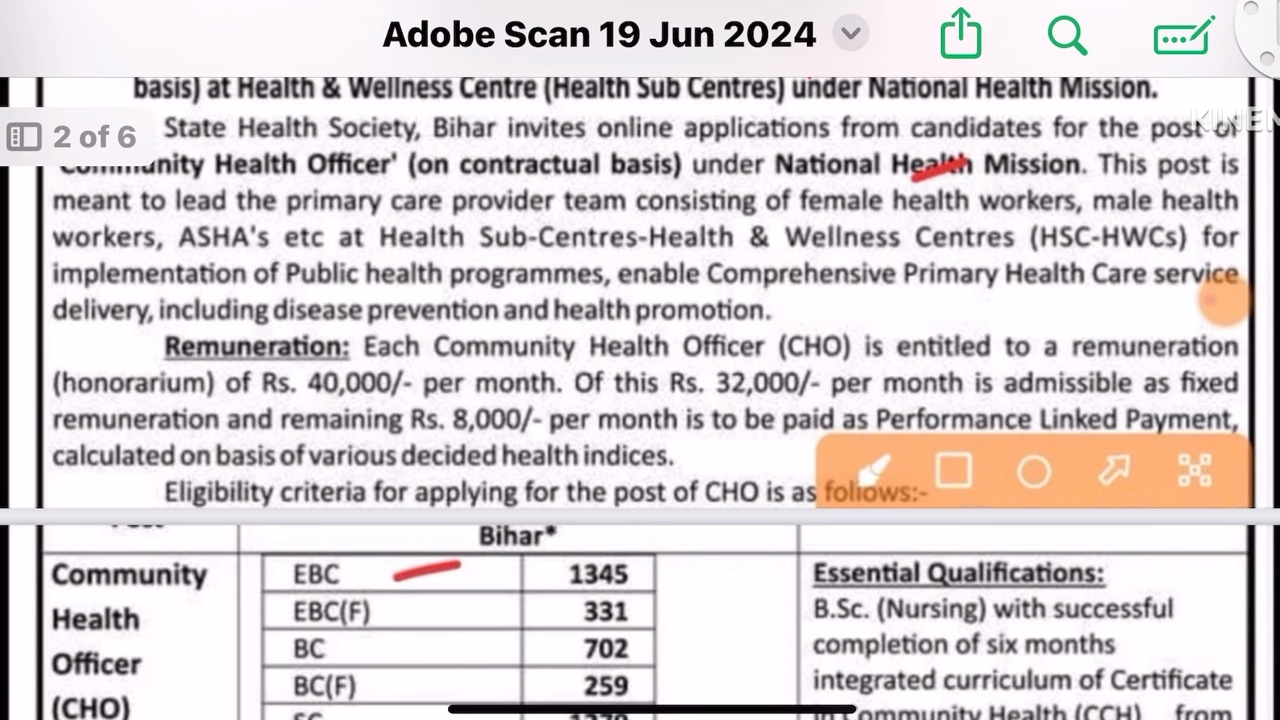 Adobe Scan 19 Jun 2024
basis) at Health & Wellness Centre (Health Sub Centres) under National Health Mission.
2 of 6
State Health Society, Bihar invites online applications from candidates for the post of
Community Health Officer' (on contractual basis) under National Health Mission. This post is
meant to lead the primary care provider team consisting of female health workers, male health
workers, ASHA's etc at Health Sub-Centres-Health & Wellness Centres (HSC-HWCs) for
implementation of Public health programmes, enable Comprehensive Primary Health Care service
delivery, including disease prevention and health promotion.
Remuneration: Each Community Health Officer (CHO) is entitled to a remuneration
(honorarium) of Rs. 40,000/- per month. Of this Rs. 32,000/- per month is admissible as fixed
remuneration and remaining Rs. 8,000/- per month is to be paid as Performance Linked Payment,
calculated on basis of various decided health indices.
Eligibility criteria for applying for the post of CHO is as follows:-
Bihar*
Community
Health
Officer
(CHO)
EBC 1345
EBC(F) 331
BC 702
BC(F) 259
Essential Qualifications:
B.Sc. (Nursing) with successful
completion of six months
integrated curriculum of Certificate
in Community Health (CCH) from
KINEM